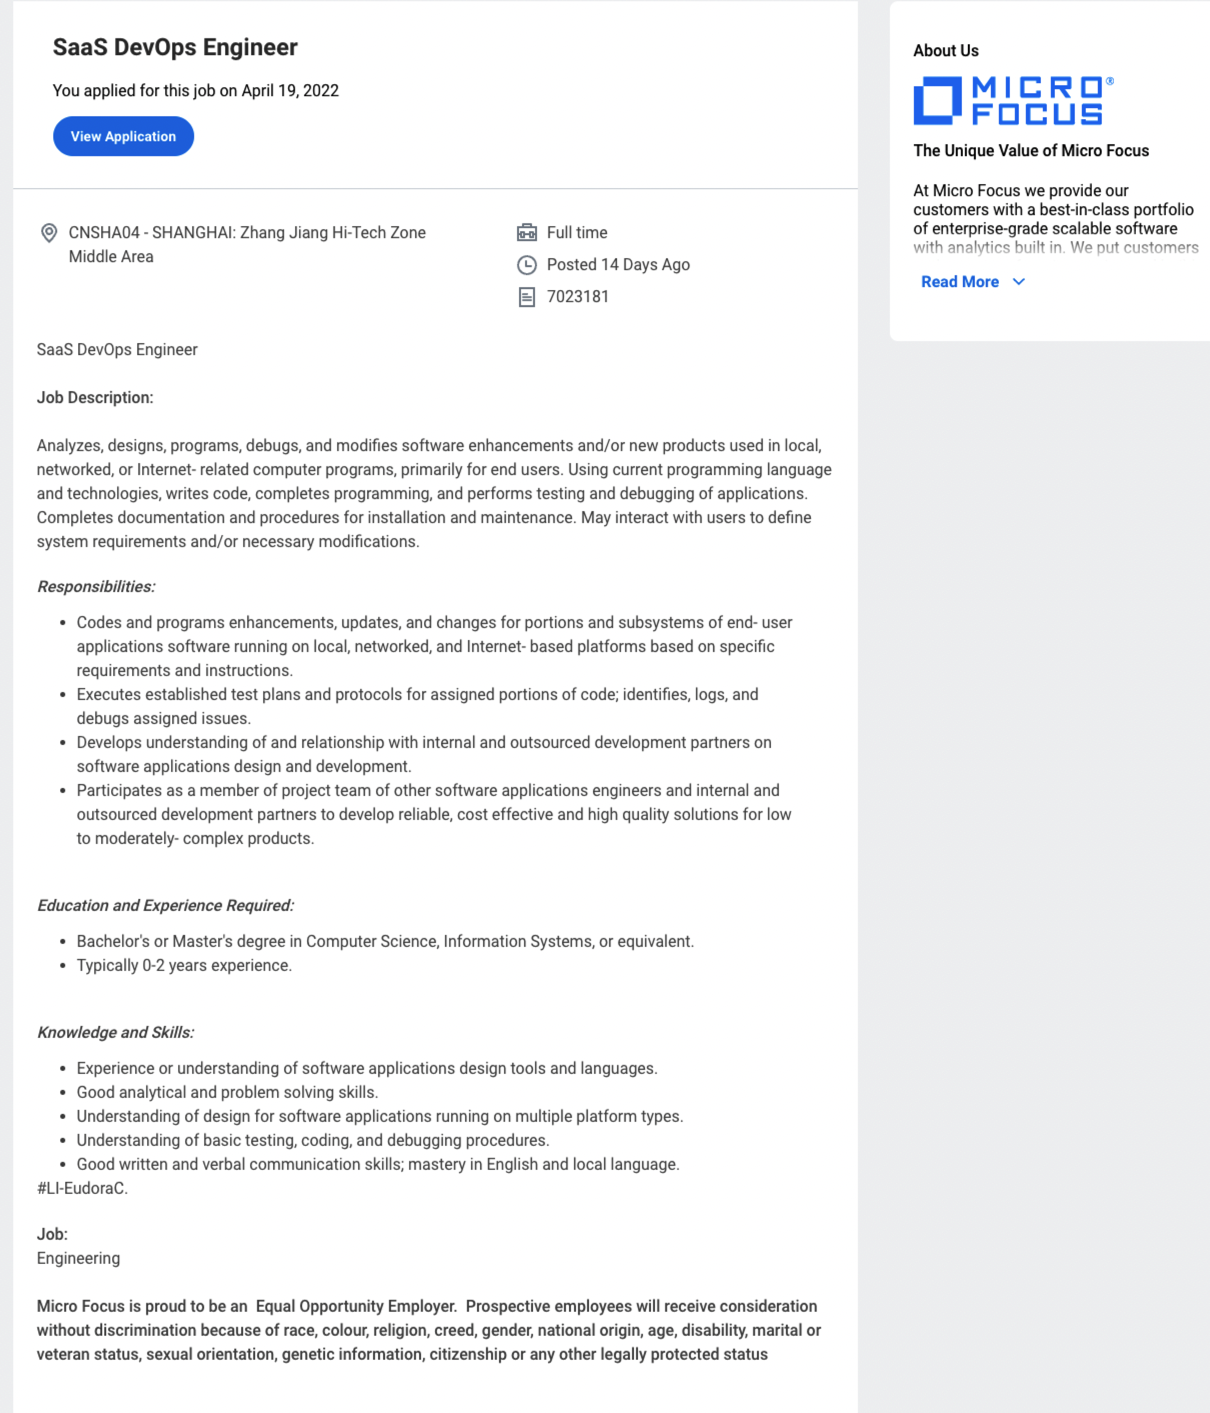 SaaS DevOps Engineer
You applied for this job on April 19, 2022
View Application
CNSHA04 - SHANGHAI: Zhang Jiang Hi-Tech Zone
Middle Area
Full time
Posted 14 Days Ago
7023181
SaaS DevOps Engineer
Job Description:
Analyzes, designs, programs, debugs, and modifies software enhancements and/or new products used in local,
networked, or Internet- related computer programs, primarily for end users. Using current programming language
and technologies, writes code, completes programming, and performs testing and debugging of applications.
Completes documentation and procedures for installation and maintenance. May interact with users to define
system requirements and/or necessary modifications.
Responsibilities:
• Codes and programs enhancements, updates, and changes for portions and subsystems of end- user
applications software running on local, networked, and Internet- based platforms based on specific
requirements and instructions.
• Executes established test plans and protocols for assigned portions of code; identifies, logs, and
debugs assigned issues.
• Develops understanding of and relationship with internal and outsourced development partners on
software applications design and development.
• Participates as a member of project team of other software applications engineers and internal and
outsourced development partners to develop reliable, cost effective and high quality solutions for low
to moderately- complex products.
Education and Experience Required:
• Bachelor's or Master's degree in Computer Science, Information Systems, or equivalent.
• Typically 0-2 years experience.
Knowledge and Skills:
• Experience or understanding of software applications design tools and languages.
• Good analytical and problem solving skills.
• Understanding of design for software applications running on multiple platform types.
• Understanding of basic testing, coding, and debugging procedures.
• Good written and verbal communication skills; mastery in English and local language.
#LI-EudoraC.
Job:
Engineering
Micro Focus is proud to be an  Equal Opportunity Employer.  Prospective employees will receive consideration
without discrimination because of race, colour, religion, creed, gender, national origin, age, disability, marital or
veteran status, sexual orientation, genetic information, citizenship or any other legally protected status
About Us
MICRO®
FOCUS
The Unique Value of Micro Focus
At Micro Focus we provide our
customers with a best-in-class portfolio
of enterprise-grade scalable software
with analytics built in. We put customers
Read More